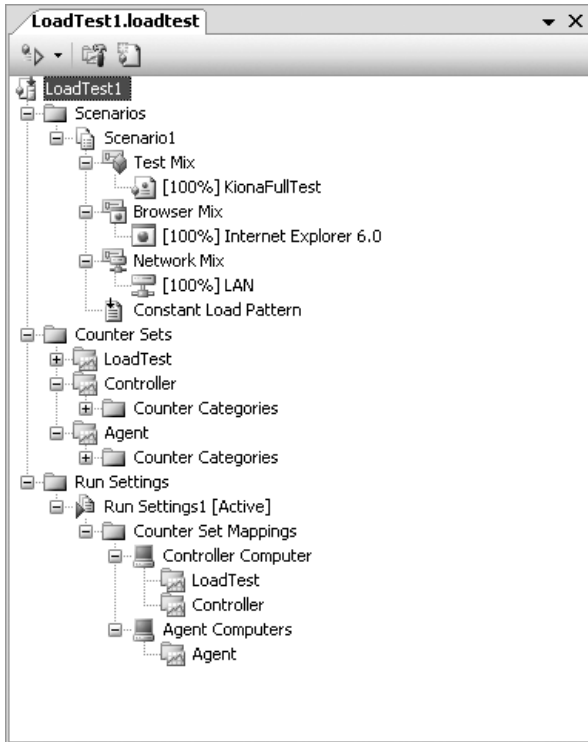 LoadTest1.loadtest
LoadTest1
Scenarios
Scenario1
Test Mix
[100%] KionaFullTest
Browser Mix
[100%] Internet Explorer 6.0
Network Mix
[100%] LAN
Constant Load Pattern
Counter Sets
LoadTest
Controller
Counter Categories
Agent
Counter Categories
Run Settings
Run Settings1 [Active]
Counter Set Mappings
Controller Computer
LoadTest
Controller
Agent Computers
Agent